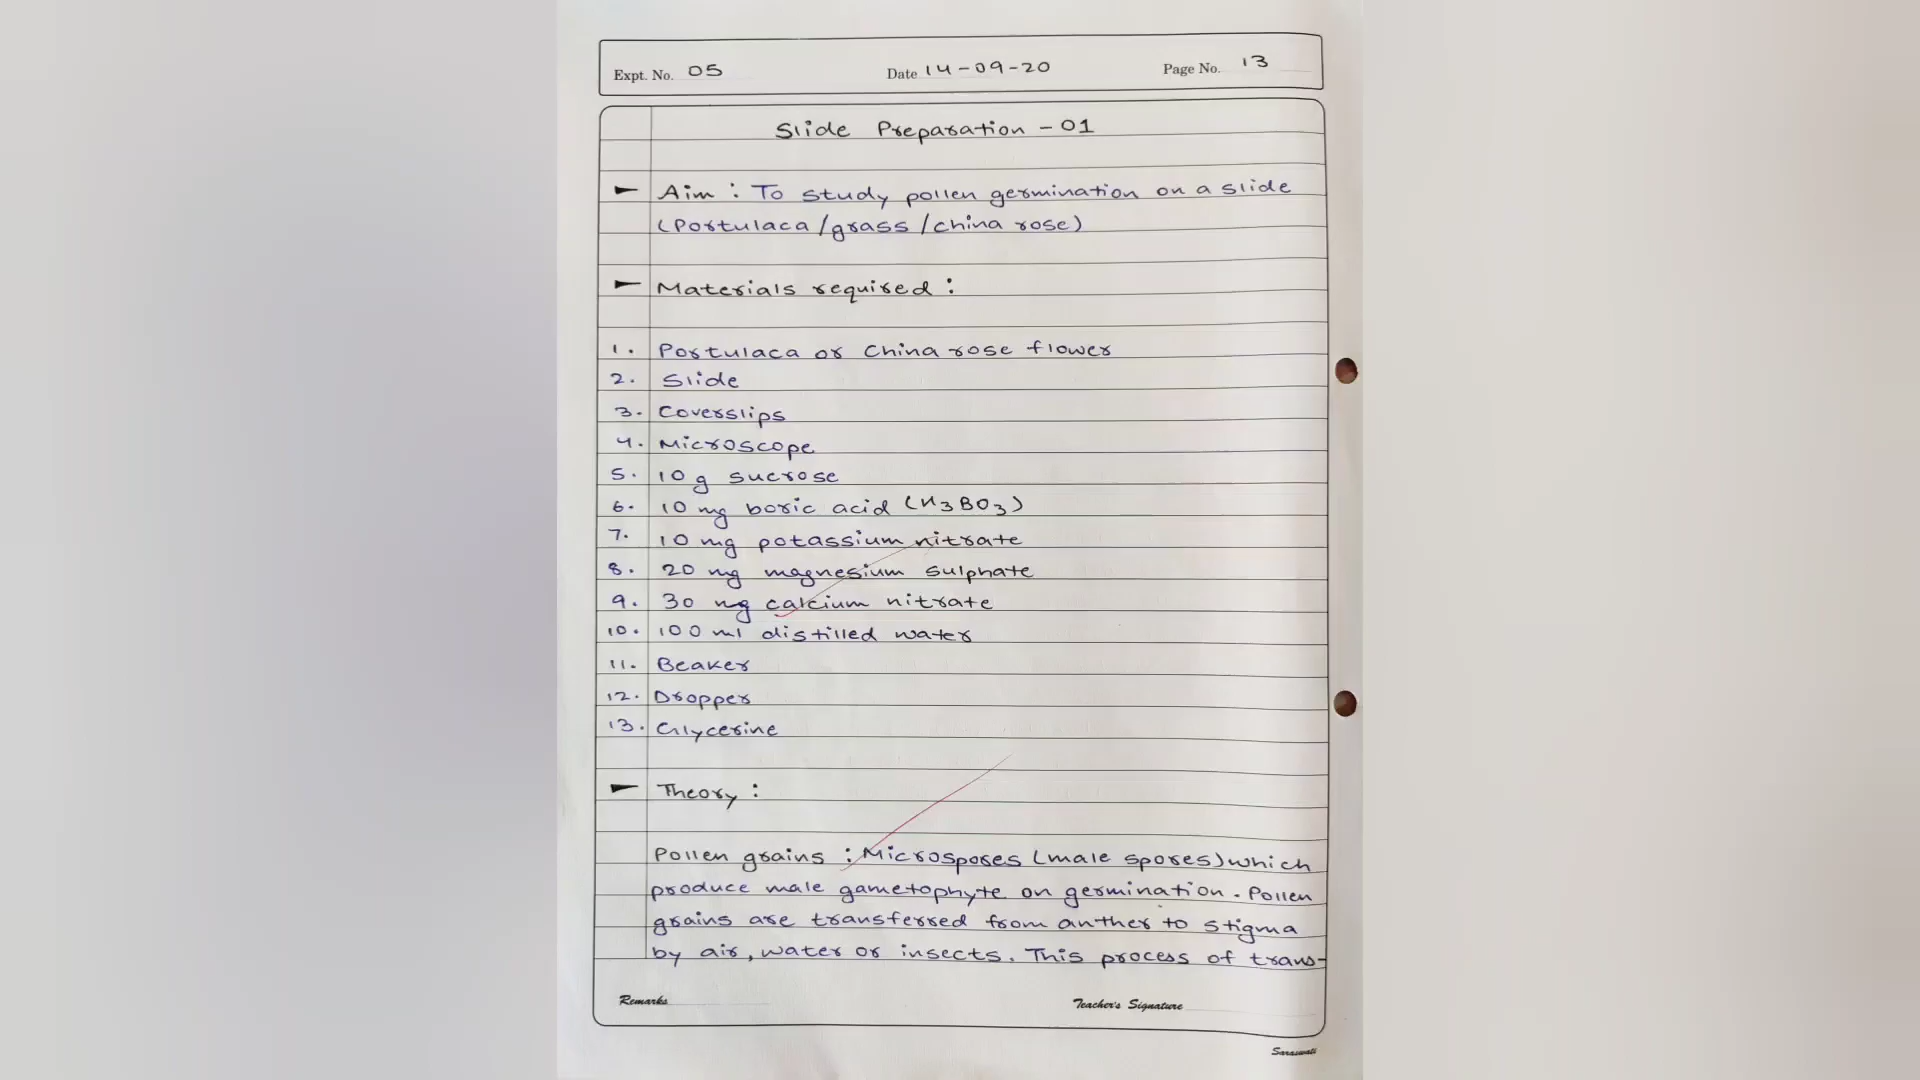 Expt. No. 05 Date 14-09-20 Page No. 13
Slide Preparation - 01
Aim : To study pollen germination on a slide
(Portulaca/grass/china rose)
Materials required :
1. Portulaca or China rose flower
2. Slide
3. Coverslips
4. Microscope
5. 10 g sucrose
6. 10 mg boric acid (H3BO3)
7. 10 mg potassium nitrate
8. 20 mg magnesium sulphate
9. 30 mg calcium nitrate
10. 100 ml distilled water
11. Beaker
12. Dropper
13. Glycerine
Theory :
Pollen grains : Microspores (male spores) which
produce male gametophyte on germination. Pollen
grains are transferred from anther to stigma
by air, water or insects. This process of trans-
Remarks Teacher's Signature
Saraswati